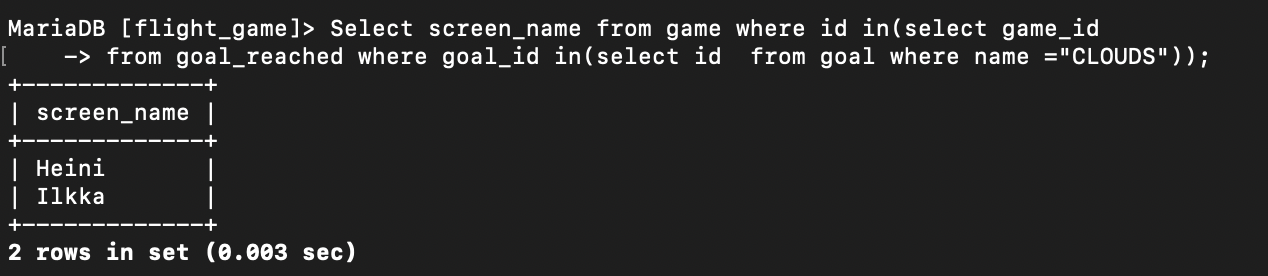 MariaDB [flight_game]> Select screen_name from game where id in(select game_id
[    -> from goal_reached where goal_id in(select id  from goal where name ="CLOUDS"));
+-------------+
| screen_name |
+-------------+
| Heini       |
| Ilkka       |
+-------------+
2 rows in set (0.003 sec)